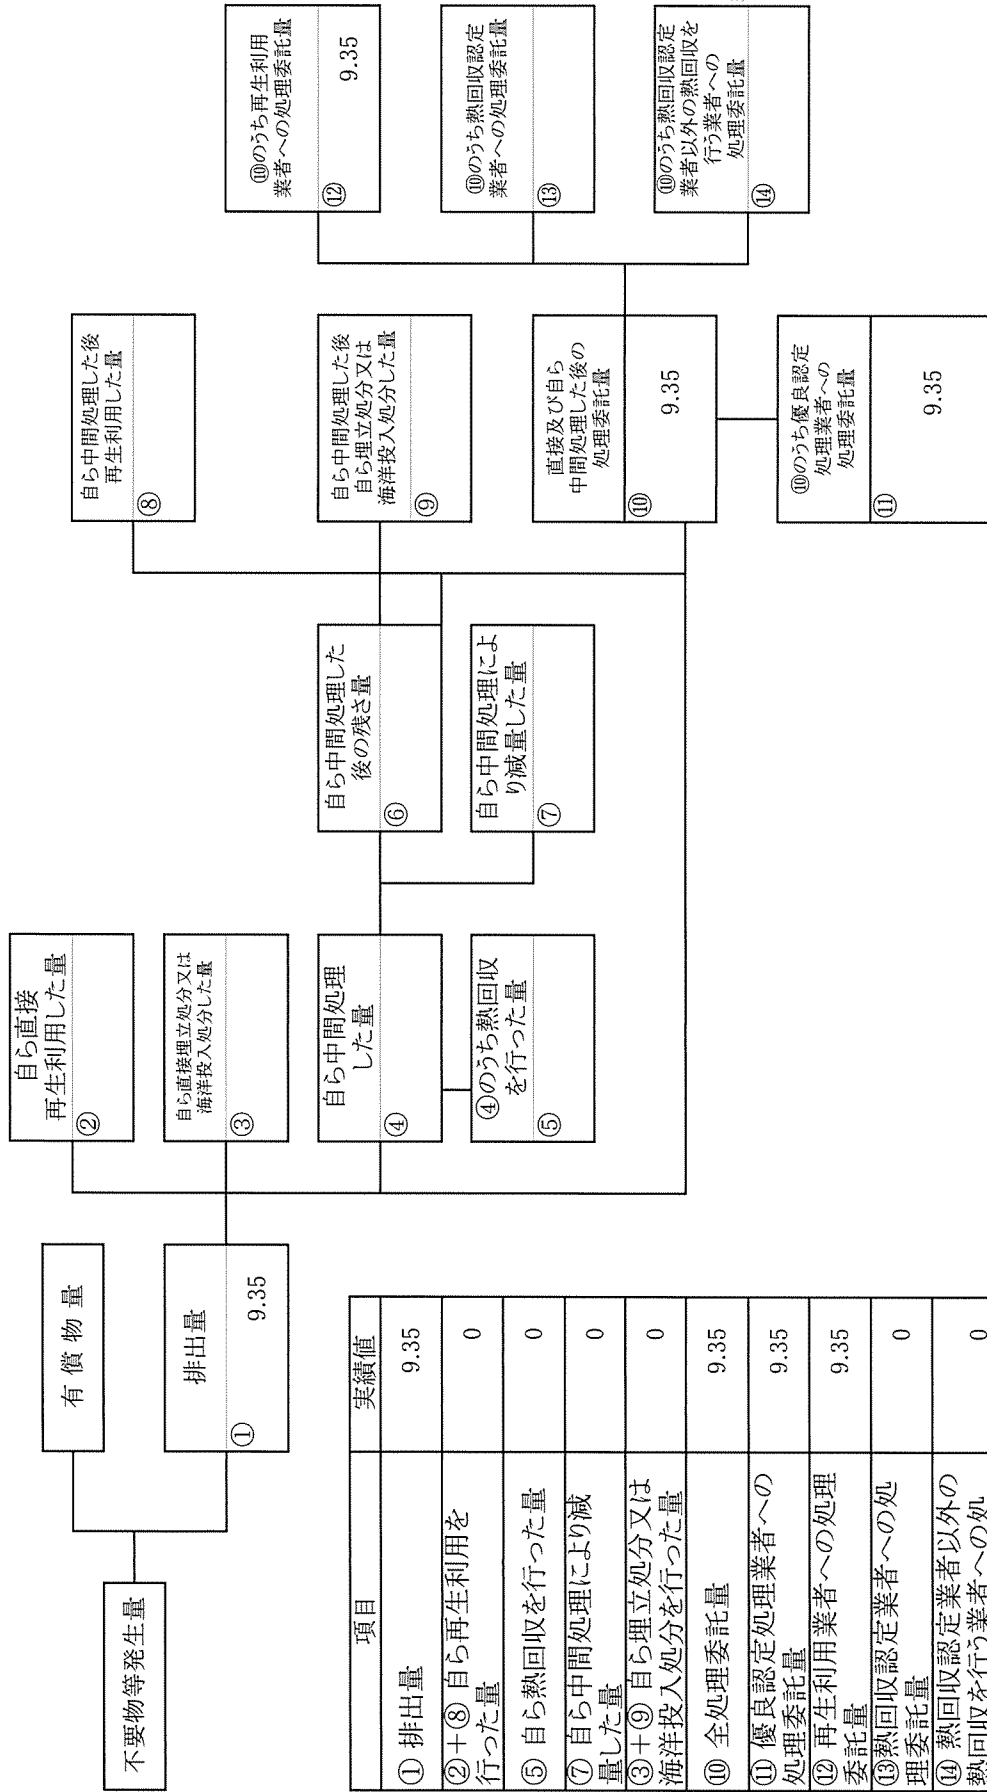 不要物等発生量
有 償 物 量
排出量
①
9.35
自ら直接
再生利用した量
②
自ら直接埋立処分又は
海洋投入処分した量
③
自ら中間処理
した量
④
④のうち熱回収
を行った量
⑤
自ら中間処理した
後の残さ量
⑥
自ら中間処理によ
り減量した量
⑦
自ら中間処理した後
再生利用した量
⑧
自ら中間処理した後
自ら埋立処分又は
海洋投入処分した量
⑨
直接及び自ら
中間処理した後の
処理委託量
⑩
9.35
⑩のうち優良認定
処理業者への
処理委託量
⑪
9.35
⑩のうち再生利用
業者への処理委託量
⑫
9.35
⑩のうち熱回収認定
業者への処理委託量
⑬
⑩のうち熱回収認定
業者以外の熱回収を
行う業者への
処理委託量
⑭
項目 実績値
① 排出量 9.35
②+⑧ 自ら再生利用を
行った量 0
⑤ 自ら熱回収を行った量 0
⑦ 自ら中間処理により減
量した量 0
③+⑨ 自ら埋立処分又は
海洋投入処分を行った量 0
⑩ 全処理委託量 9.35
⑪ 優良認定処理業者への
処理委託量 9.35
⑫ 再生利用業者への処理
委託量 9.35
⑬熱回収認定業者への処
理委託量 0
⑭ 熱回収認定業者以外の
熱回収を行う業者への処 0